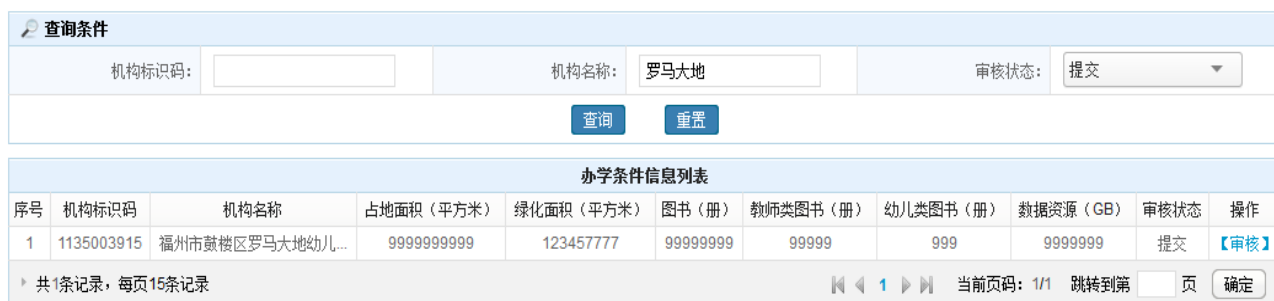 查询条件
机构标识码： 机构名称： 罗马大地 审核状态： 提交
查询 重置
办学条件信息列表
序号 机构标识码 机构名称 占地面积（平方米） 绿化面积（平方米） 图书（册） 教师类图书（册） 幼儿类图书（册） 数据资源（GB） 审核状态 操作
1 1135003915 福州市鼓楼区罗马大地幼儿... 9999999999 123457777 99999999 99999 999 9999999 提交 【审核】
共1条记录，每页15条记录 1 当前页码：1/1 跳转到第 页 确定